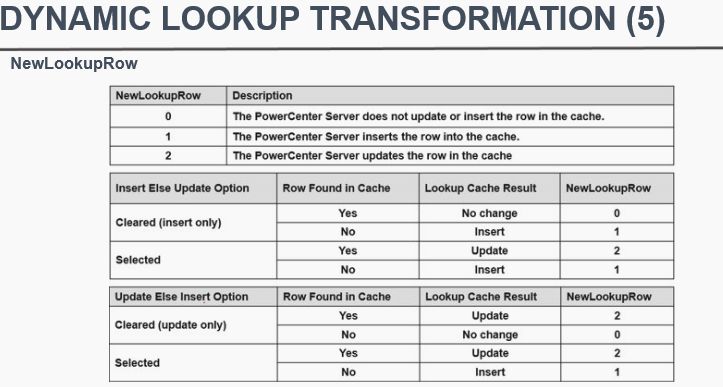 DYNAMIC LOOKUP TRANSFORMATION (5)
NewLookupRow
NewLookupRow Description
0 The PowerCenter Server does not update or insert the row in the cache.
1 The PowerCenter Server inserts the row into the cache.
2 The PowerCenter Server updates the row in the cache
Insert Else Update Option Row Found in Cache Lookup Cache Result NewLookupRow
Cleared (insert only) Yes No change 0
No Insert 1
Selected Yes Update 2
No Insert 1
Update Else Insert Option Row Found in Cache Lookup Cache Result NewLookupRow
Cleared (update only) Yes Update 2
No No change 0
Selected Yes Update 2
No Insert 1